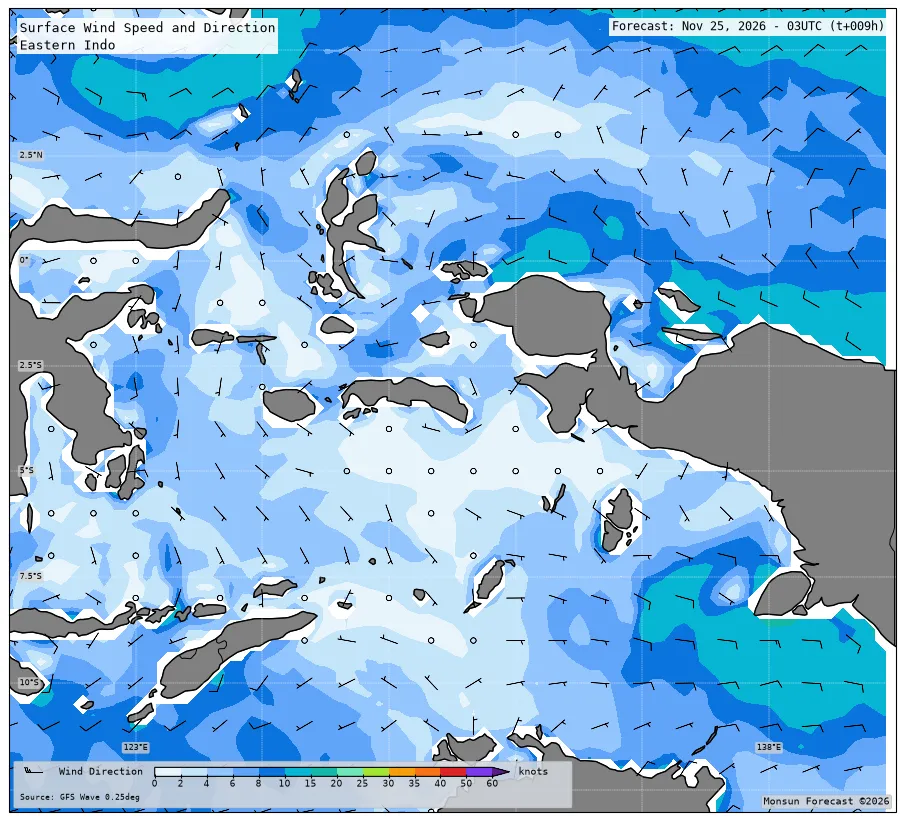 Surface Wind Speed and Direction
Eastern Indo
Forecast: Nov 25, 2026 - 03UTC (t+009h)
2.5°N
0°
2.5°S
5°S
7.5°S
10°S
123°E
138°E
Wind Direction
0 2 4 6 8 10 15 20 25 30 35 40 50 60
knots
Source: GFS Wave 0.25deg
Monsun Forecast ©2026